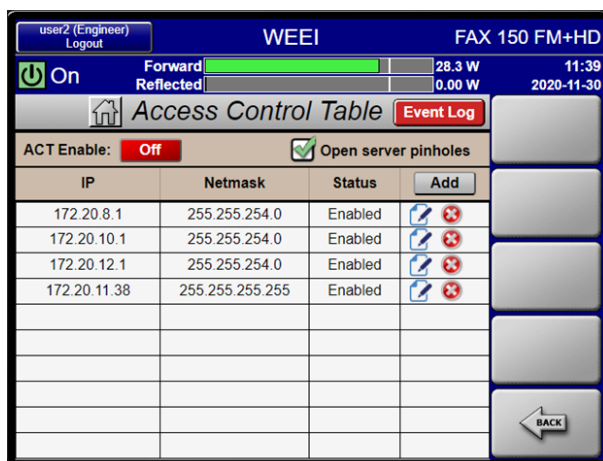 user2 (Engineer)
Logout
WEEI
FAX 150 FM+HD
On
Forward
28.3 W
11:39
Reflected
0.00 W
2020-11-30
Access Control Table
Event Log
ACT Enable:
Off
Open server pinholes
IP
Netmask
Status
Add
172.20.8.1
255.255.254.0
Enabled
172.20.10.1
255.255.254.0
Enabled
172.20.12.1
255.255.254.0
Enabled
172.20.11.38
255.255.255.255
Enabled
BACK